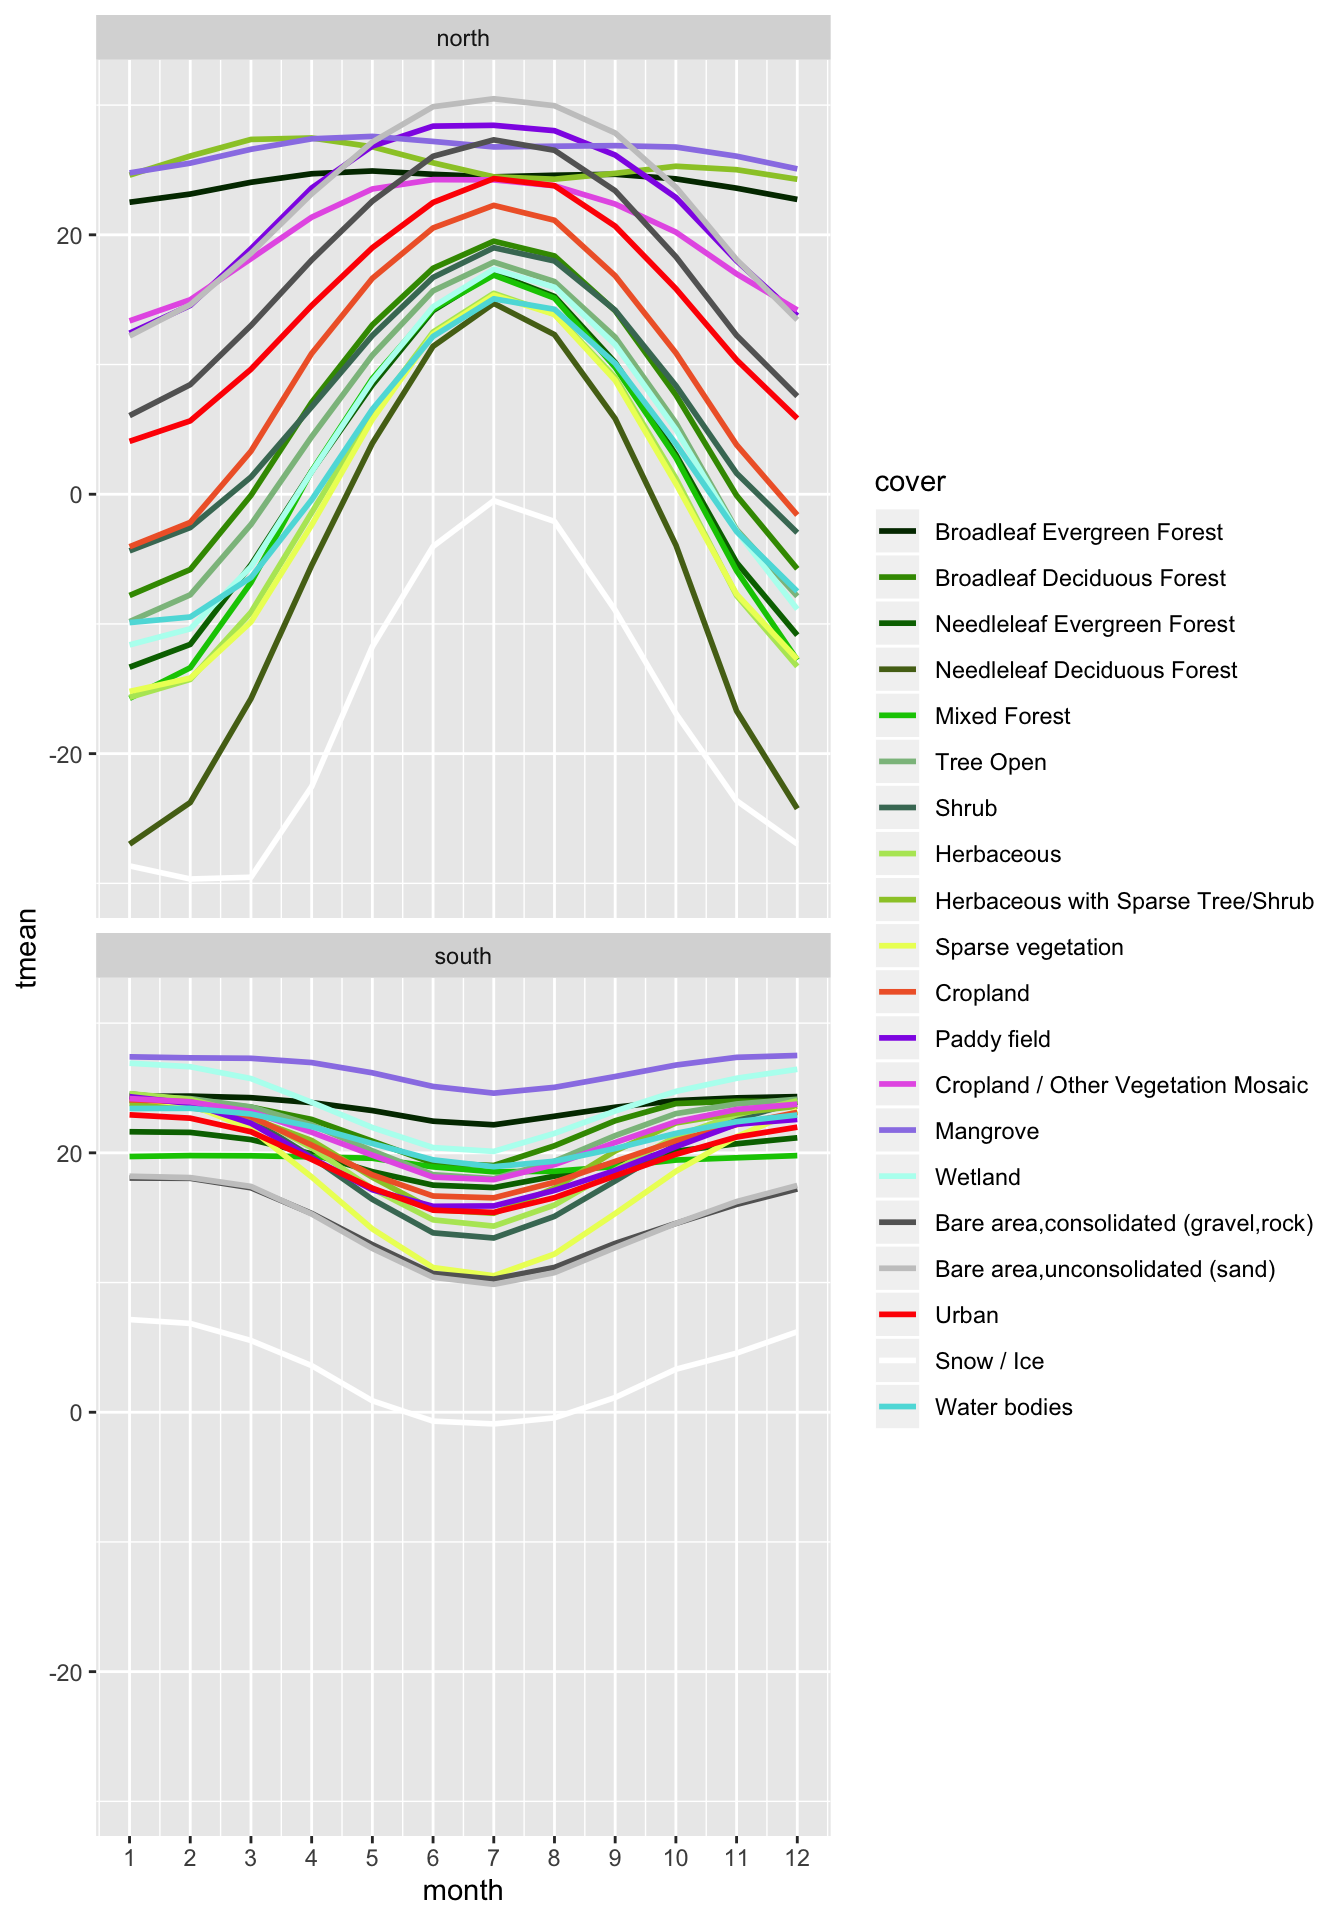 north
20
0
-20
tmean
south
20
0
-20
1 2 3 4 5 6 7 8 9 10 11 12
month
cover
Broadleaf Evergreen Forest
Broadleaf Deciduous Forest
Needleleaf Evergreen Forest
Needleleaf Deciduous Forest
Mixed Forest
Tree Open
Shrub
Herbaceous
Herbaceous with Sparse Tree/Shrub
Sparse vegetation
Cropland
Paddy field
Cropland / Other Vegetation Mosaic
Mangrove
Wetland
Bare area,consolidated (gravel,rock)
Bare area,unconsolidated (sand)
Urban
Snow / Ice
Water bodies